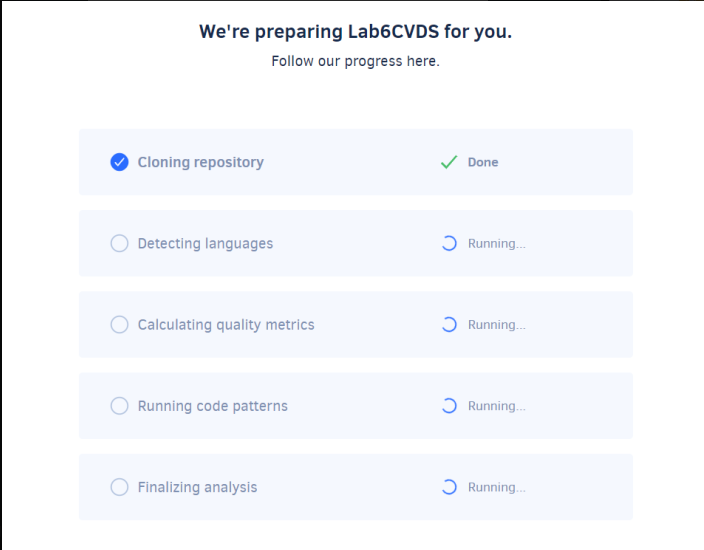 We're preparing Lab6CVDS for you.
Follow our progress here.
Cloning repository Done
Detecting languages Running...
Calculating quality metrics Running...
Running code patterns Running...
Finalizing analysis Running...